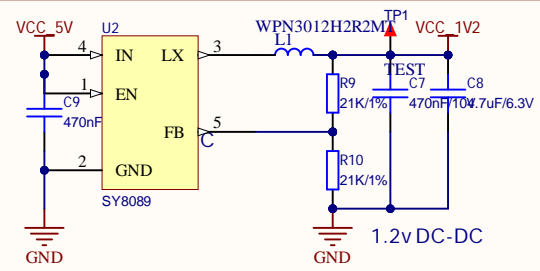 VCC_5V
U2
WPN3012H2R2MT
TP1
VCC_1V2
4
IN
LX
3
L1
TEST
1
EN
C9
470nF
R9
21K/1%
C7
470nF/10V
C8
4.7uF/6.3V
FB
5
C
2
GND
R10
21K/1%
SY8089
GND
GND
1.2v DC-DC